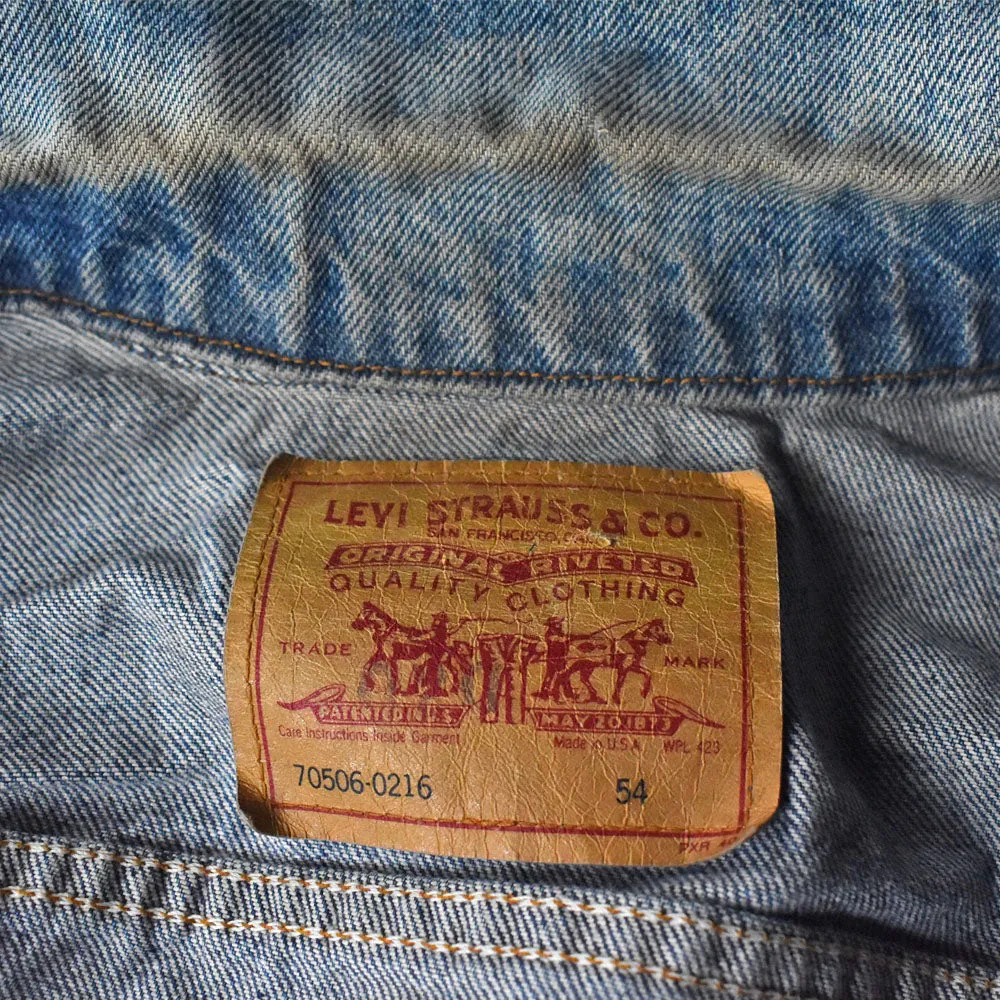 LEVI STRAUSS & CO.
SAN FRANCISCO,
ORIGINAL RIVETED
QUALITY CLOTHING
TRADE MARK
PATENTED IN U.S. MAY 20 1873
Care Instructions Inside Garment Made in U.S.A WPL 423
70506-0216 54
PXR